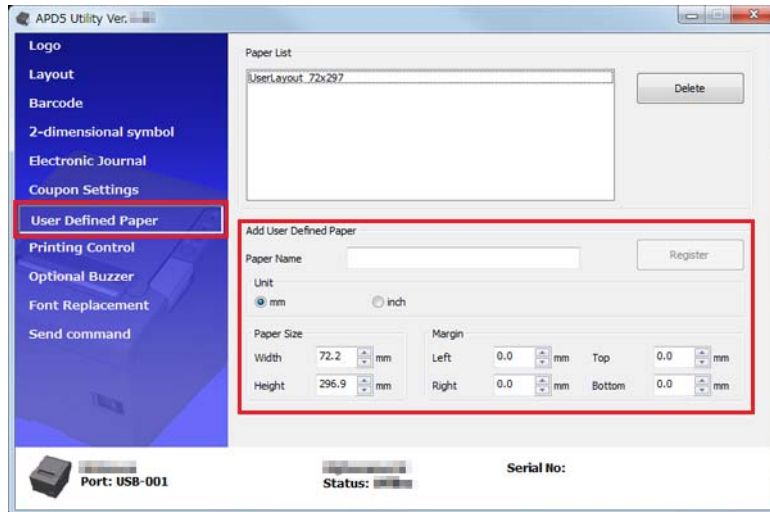 APD5 Utility Ver.
Logo
Layout
Barcode
2-dimensional symbol
Electronic Journal
Coupon Settings
User Defined Paper
Printing Control
Optional Buzzer
Font Replacement
Send command
Paper List
UserLayout 72x297
Delete
Add User Defined Paper
Paper Name
Register
Unit
mm inch
Paper Size Margin
Width 72.2 mm Left 0.0 mm Top 0.0 mm
Height 296.9 mm Right 0.0 mm Bottom 0.0 mm
Port: USB-001
Status:
Serial No: